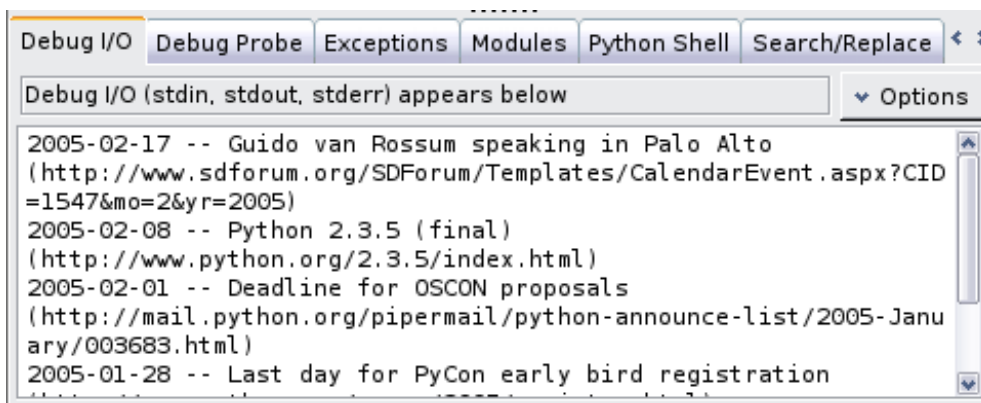 Debug I/O Debug Probe Exceptions Modules Python Shell Search/Replace
Debug I/O (stdin, stdout, stderr) appears below
Options
2005-02-17 -- Guido van Rossum speaking in Palo Alto
(http://www.sdforum.org/SDForum/Templates/CalendarEvent.aspx?CID
=1547&mo=2&yr=2005)
2005-02-08 -- Python 2.3.5 (final)
(http://www.python.org/2.3.5/index.html)
2005-02-01 -- Deadline for OSCON proposals
(http://mail.python.org/pipermail/python-announce-list/2005-Janu
ary/003683.html)
2005-01-28 -- Last day for PyCon early bird registration